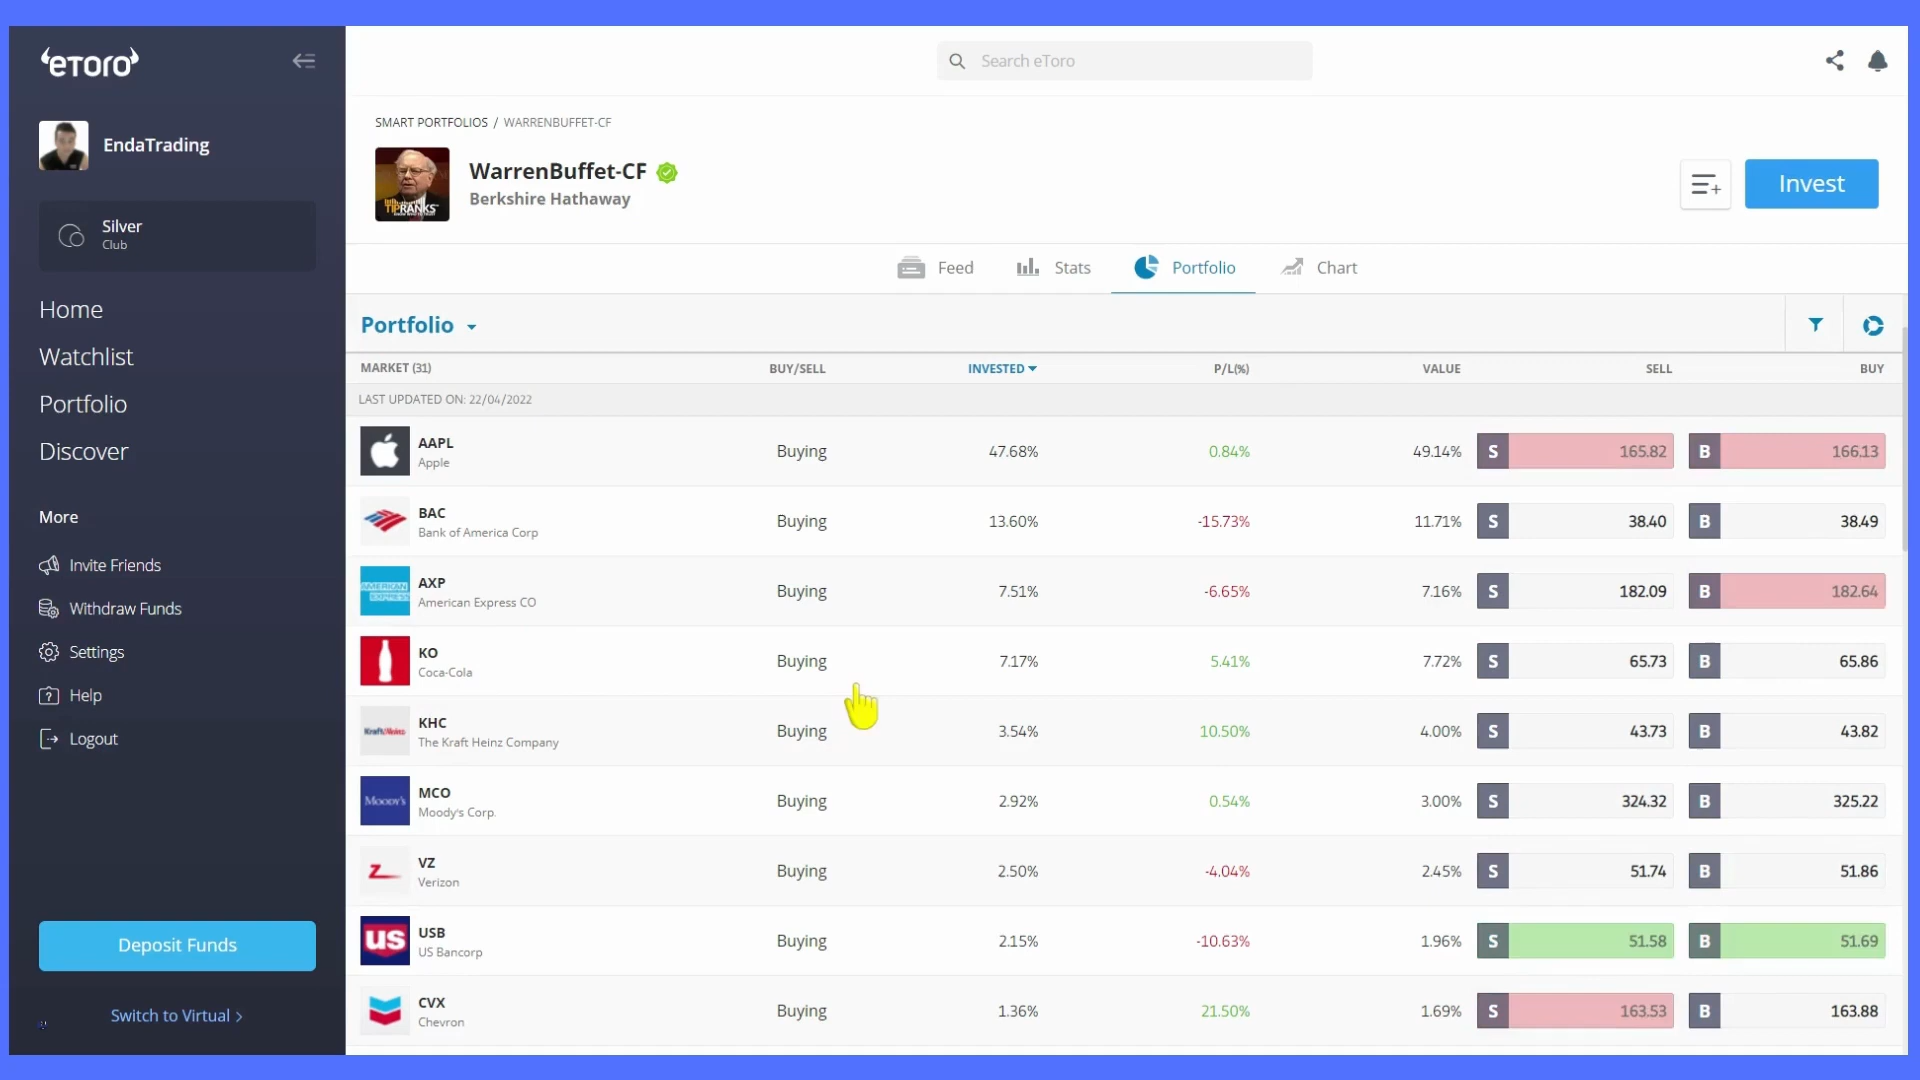 eToro
Search eToro
EndaTrading
Silver
Club
Home
Watchlist
Portfolio
Discover
More
Invite Friends
Withdraw Funds
Settings
Help
Logout
Deposit Funds
Switch to Virtual >
SMART PORTFOLIOS / WARRENBUFFET-CF
TIPRANKS
WarrenBuffet-CF
Berkshire Hathaway
Invest
Feed Stats Portfolio Chart
Portfolio
MARKET (31) BUY/SELL INVESTED P/L(%) VALUE SELL BUY
LAST UPDATED ON: 22/04/2022
AAPL
Apple
Buying 47.68% 0.84% 49.14% S 165.82 B 166.13
BAC
Bank of America Corp
Buying 13.60% -15.73% 11.71% S 38.40 B 38.49
AMERICAN
EXPRESS
AXP
American Express CO
Buying 7.51% -6.65% 7.16% S 182.09 B 182.64
KO
Coca-Cola
Buying 7.17% 5.41% 7.72% S 65.73 B 65.86
Kraft Heinz
KHC
The Kraft Heinz Company
Buying 3.54% 10.50% 4.00% S 43.73 B 43.82
Moody's
MCO
Moody's Corp.
Buying 2.92% 0.54% 3.00% S 324.32 B 325.22
VZ
Verizon
Buying 2.50% -4.04% 2.45% S 51.74 B 51.86
US
USB
US Bancorp
Buying 2.15% -10.63% 1.96% S 51.58 B 51.69
CVX
Chevron
Buying 1.36% 21.50% 1.69% S 163.53 B 163.88